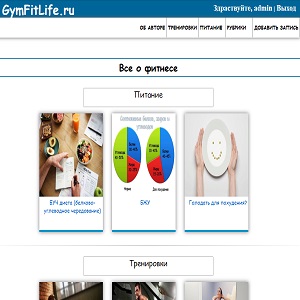 GymFitLife.ru
Здраствуйте, admin | Выход
ОБ АВТОРЕ ТРЕНИРОВКИ ПИТАНИЕ РУБРИКИ ДОБАВИТЬ ЗАПИСЬ
Все о фитнесе
Питание
БУЧ диета (белково-
углеводное чередование)
БЖУ
Голодать для похудения?
Тренировки